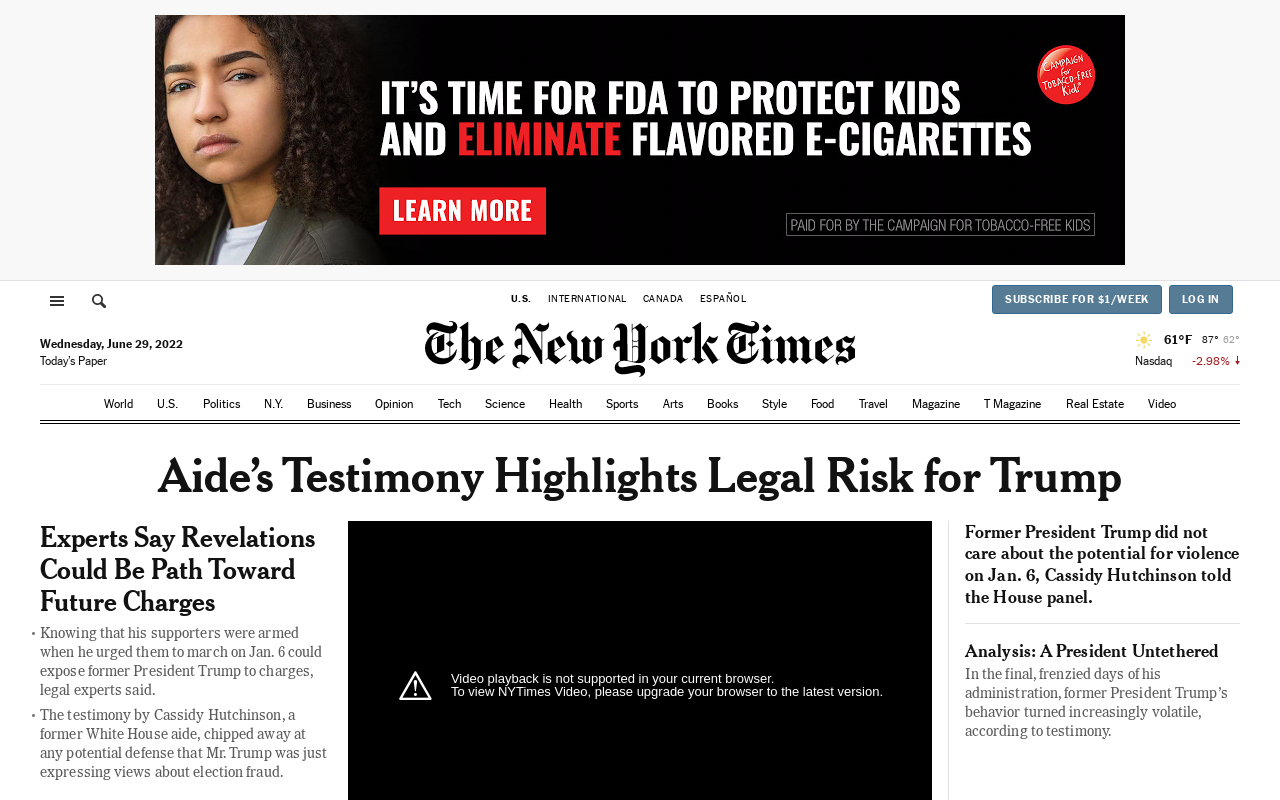 IT'S TIME FOR FDA TO PROTECT KIDS
AND ELIMINATE FLAVORED E-CIGARETTES
LEARN MORE
CAMPAIGN
for
TOBACCO-FREE
Kids®
PAID FOR BY THE CAMPAIGN FOR TOBACCO-FREE KIDS
U.S. INTERNATIONAL CANADA ESPAÑOL
SUBSCRIBE FOR $1/WEEK LOG IN
Wednesday, June 29, 2022
Today's Paper
The New York Times
61°F 87° 62°
Nasdaq -2.98% ↓
World U.S. Politics N.Y. Business Opinion Tech Science Health Sports Arts Books Style Food Travel Magazine T Magazine Real Estate Video
Aide’s Testimony Highlights Legal Risk for Trump
Experts Say Revelations
Could Be Path Toward
Future Charges
• Knowing that his supporters were armed
when he urged them to march on Jan. 6 could
expose former President Trump to charges,
legal experts said.
• The testimony by Cassidy Hutchinson, a
former White House aide, chipped away at
any potential defense that Mr. Trump was just
expressing views about election fraud.
Video playback is not supported in your current browser.
To view NYTimes Video, please upgrade your browser to the latest version.
Former President Trump did not
care about the potential for violence
on Jan. 6, Cassidy Hutchinson told
the House panel.
Analysis: A President Untethered
In the final, frenzied days of his
administration, former President Trump’s
behavior turned increasingly volatile,
according to testimony.